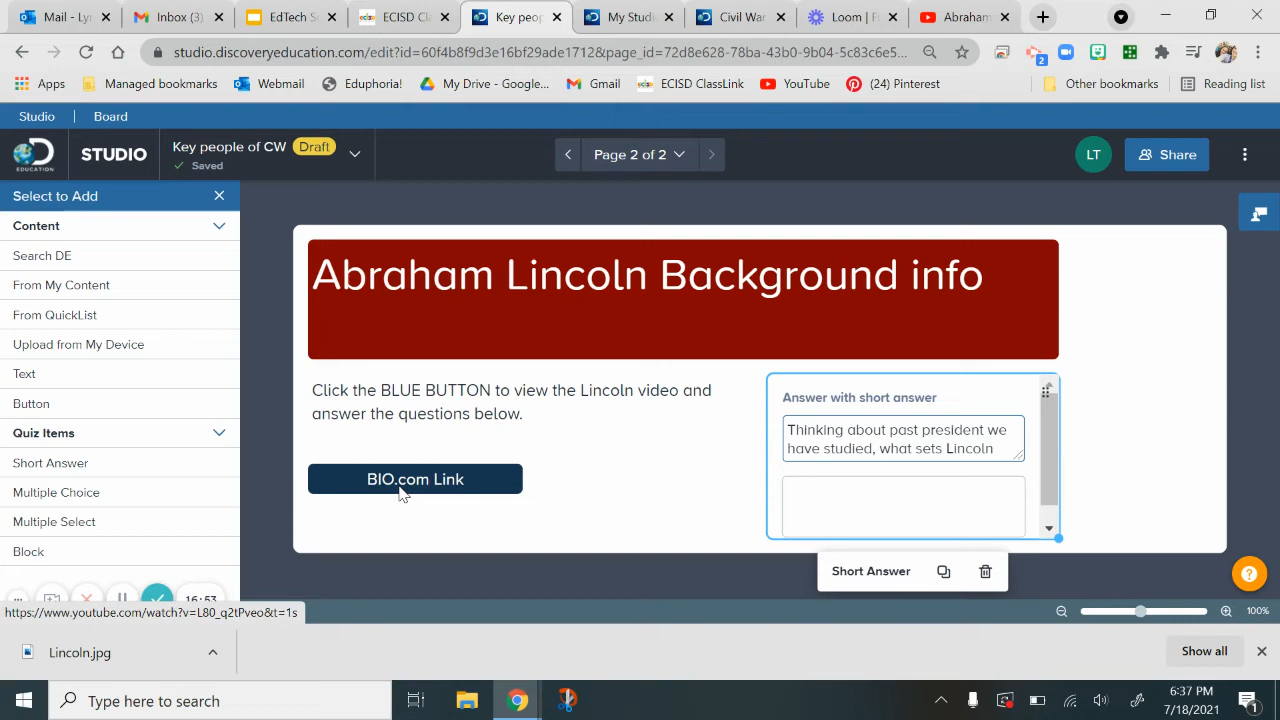 Mail - Ly
Inbox (3)
EdTech S
ECISD Cl
Key peop
My Studi
Civil War
Loom | F
Abraham
studio.discoveryeducation.com/edit?id=60f4b8f9d3e16bf29ade1712&page_id=72d8e628-78ba-43b0-9b04-5c83c6e5...
2
Apps
Managed bookmarks
Webmail
Eduphoria!
My Drive - Google...
Gmail
ECISD ClassLink
YouTube
(24) Pinterest
Other bookmarks
Reading list
Studio
Board
EDUCATION
STUDIO
Key people of CW
Draft
Saved
Page 2 of 2
LT
Share
Select to Add
Content
Search DE
From My Content
From QuickList
Upload from My Device
Text
Button
Quiz Items
Short Answer
Multiple Choice
Multiple Select
Block
Abraham Lincoln Background info
Click the BLUE BUTTON to view the Lincoln video and
answer the questions below.
BIO.com Link
Answer with short answer
Thinking about past president we
have studied, what sets Lincoln
Short Answer
16:53
https://www.youtube.com/watch?v=L80_q2tPveo&t=1s
100%
Lincoln.jpg
Show all
Type here to search
6:37 PM
7/18/2021
1